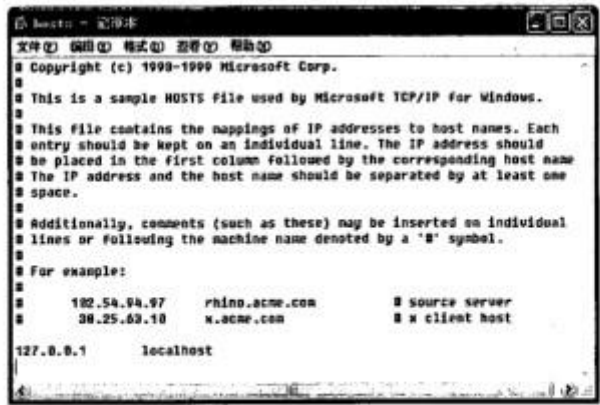 hosts - 记事本
文件(F) 编辑(E) 格式(O) 查看(V) 帮助(H)
# Copyright (c) 1993-1999 Microsoft Corp.
#
# This is a sample HOSTS file used by Microsoft TCP/IP for Windows.
#
# This file contains the mappings of IP addresses to host names. Each
# entry should be kept on an individual line. The IP address should
# be placed in the first column followed by the corresponding host name
# The IP address and the host name should be separated by at least one
# space.
#
# Additionally, comments (such as these) may be inserted on individual
# lines or following the machine name denoted by a '#' symbol.
#
# For example:
#
# 102.54.94.97 rhino.acme.com # source server
# 38.25.63.10 x.acme.com # x client host
127.0.0.1 localhost